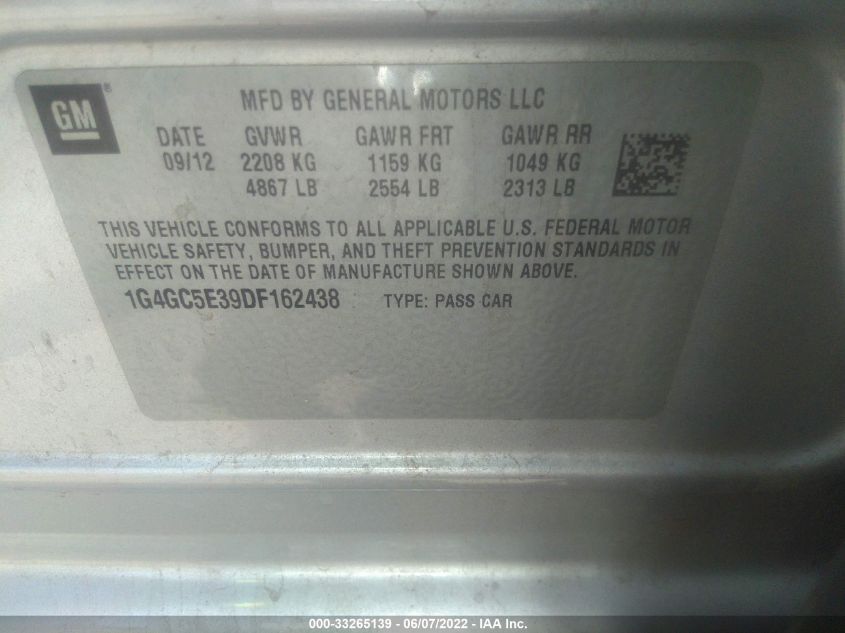 GM ®
MFD BY GENERAL MOTORS LLC
DATE GVWR GAWR FRT GAWR RR
09/12 2208 KG 1159 KG 1049 KG
4867 LB 2554 LB 2313 LB
THIS VEHICLE CONFORMS TO ALL APPLICABLE U.S. FEDERAL MOTOR
VEHICLE SAFETY, BUMPER, AND THEFT PREVENTION STANDARDS IN
EFFECT ON THE DATE OF MANUFACTURE SHOWN ABOVE.
1G4GC5E39DF162438 TYPE: PASS CAR
000-33265139 - 06/07/2022 - IAA Inc.